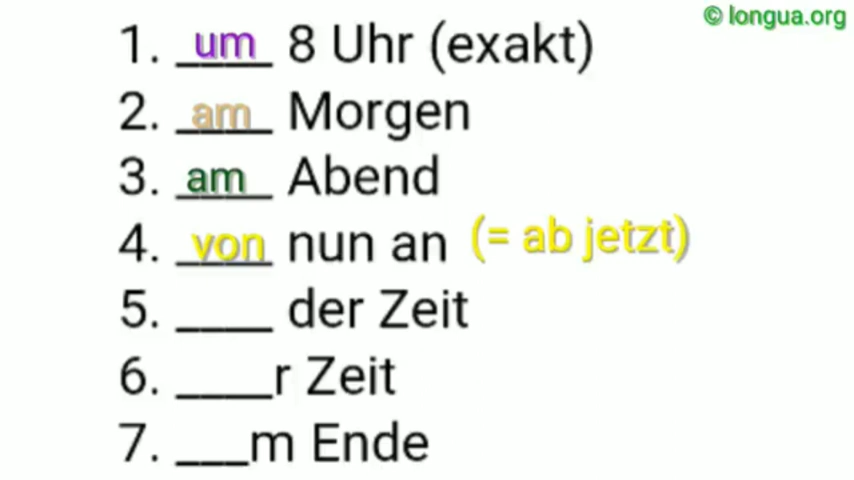 © longua.org
1. um 8 Uhr (exakt)
2. am Morgen
3. am Abend
4. von nun an (= ab jetzt)
5. ____ der Zeit
6. ____r Zeit
7. ___m Ende